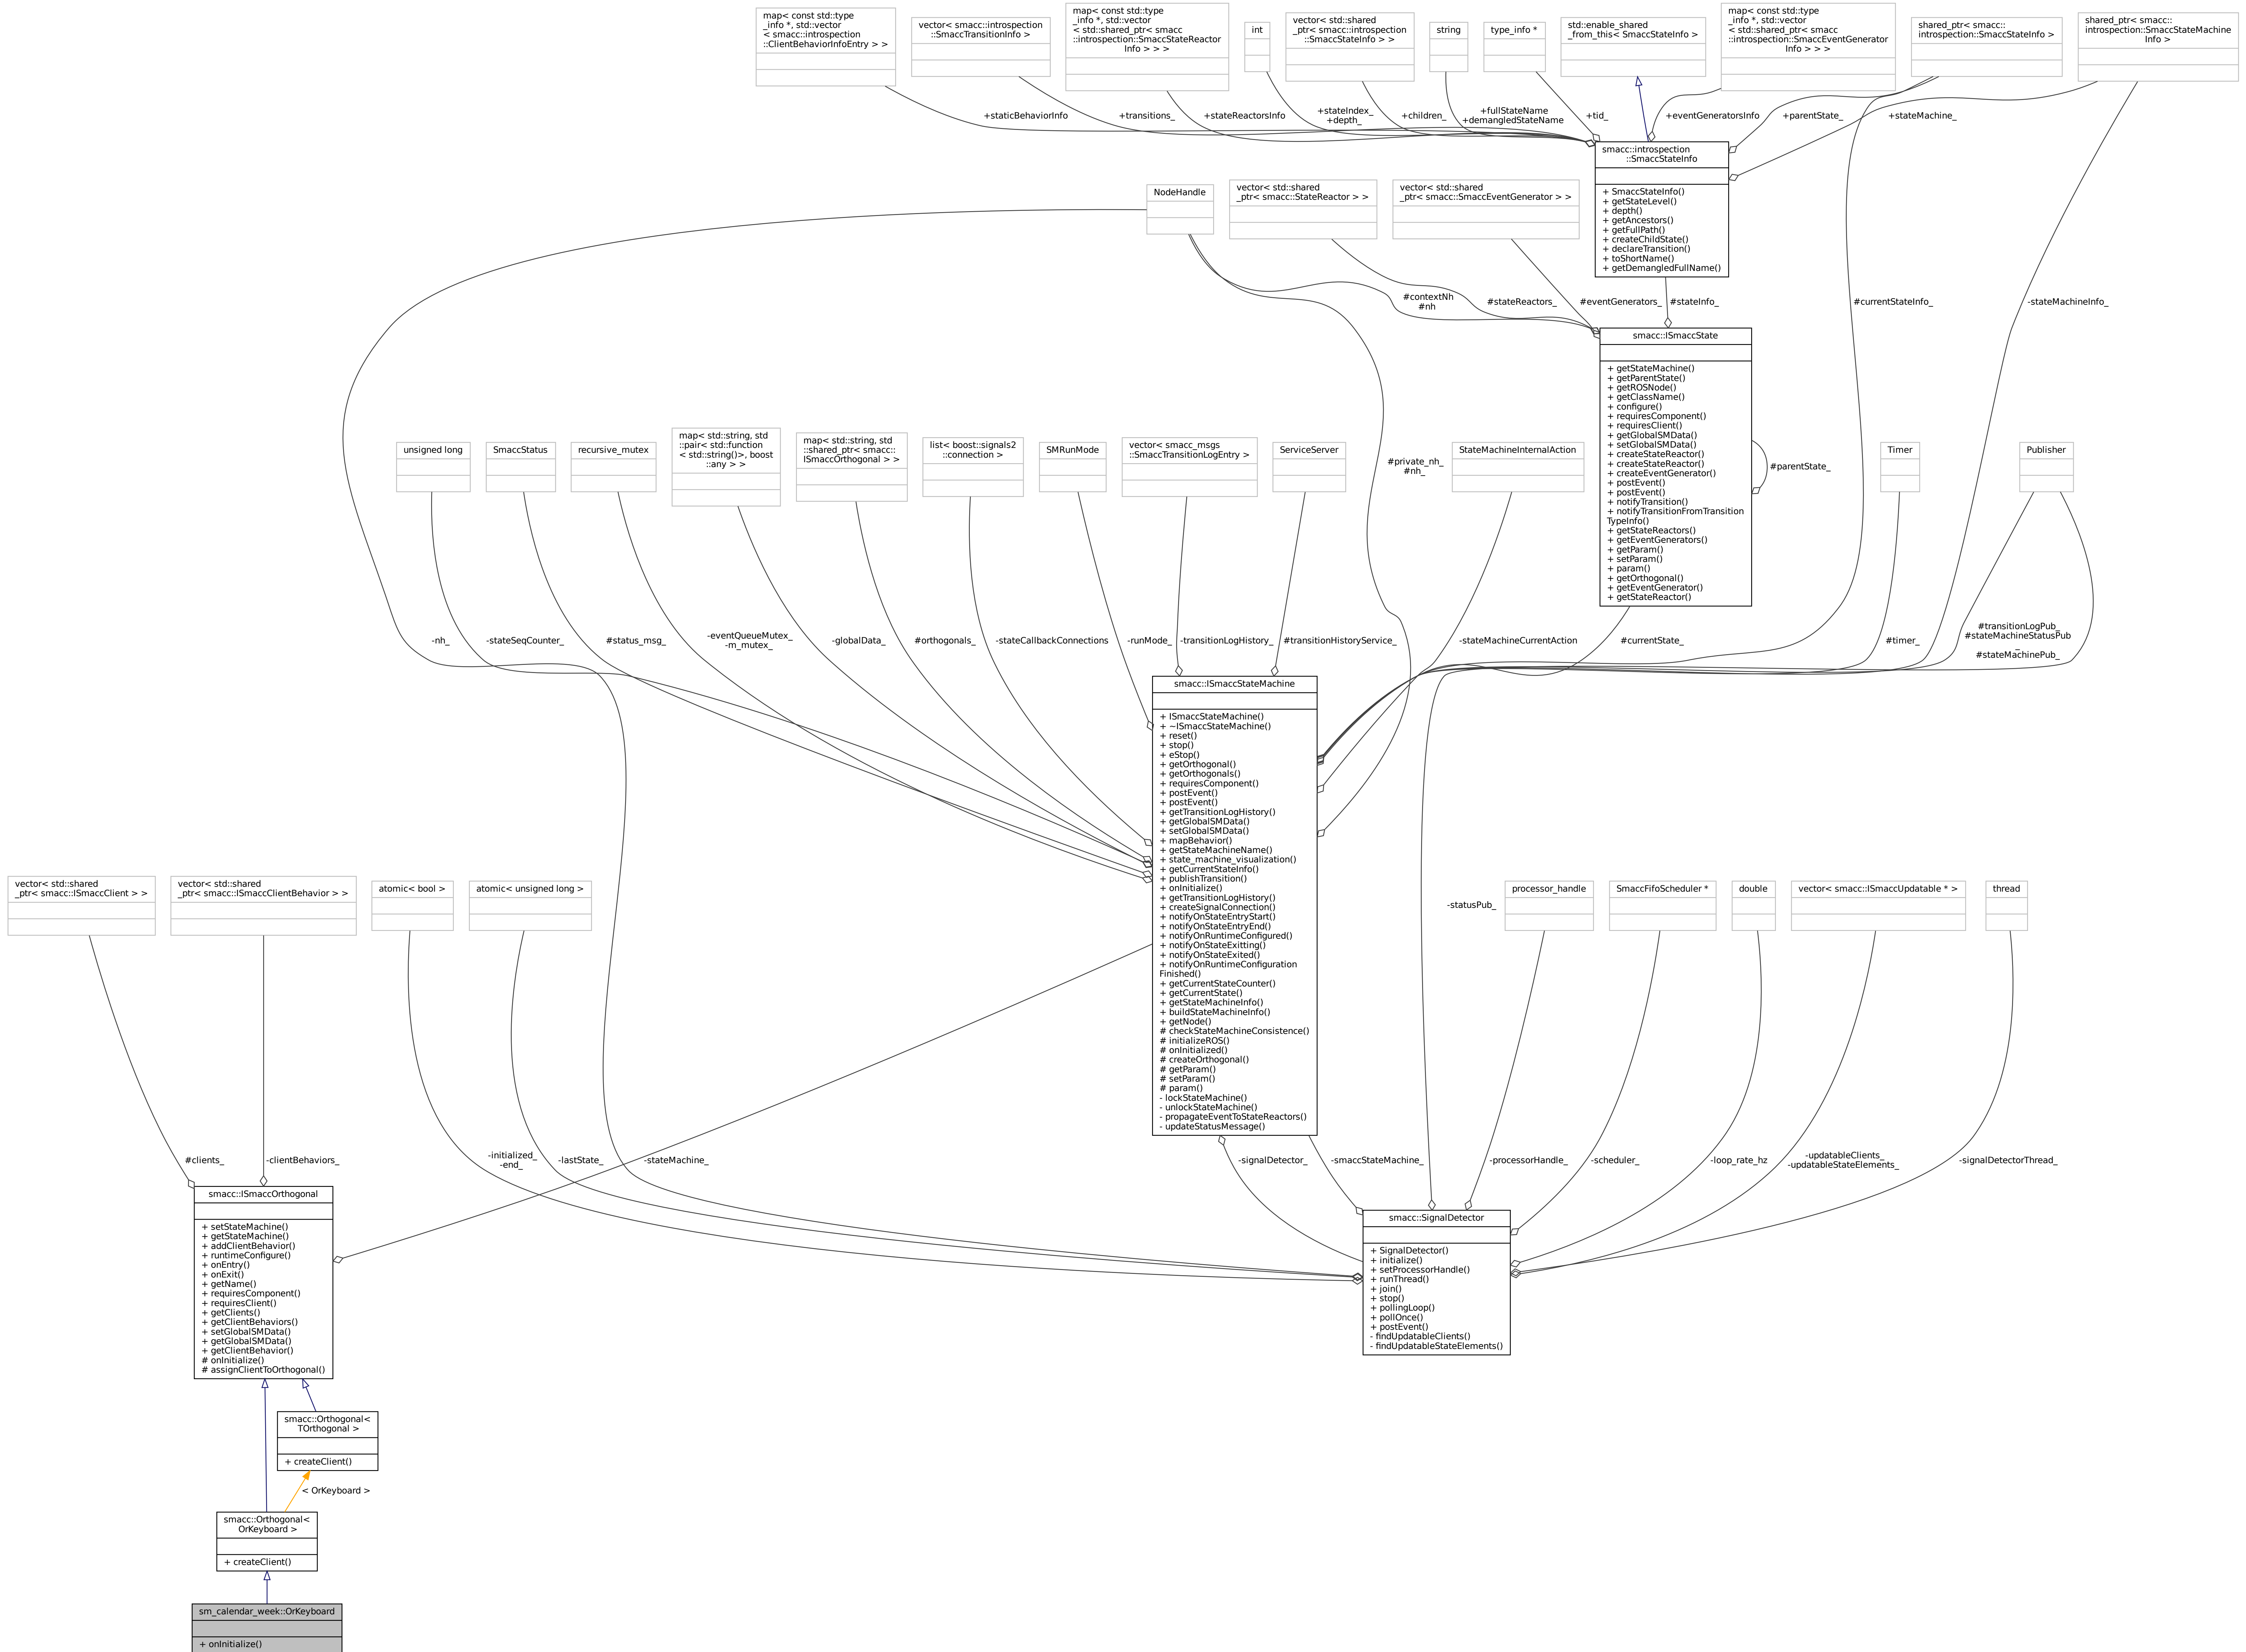 map< const std::type
_info *, std::vector
< smacc::introspection
::ClientBehaviorInfoEntry > >
vector< smacc::introspection
::SmaccTransitionInfo >
map< const std::type
_info *, std::vector
< std::shared_ptr< smacc
::introspection::SmaccStateReactor
Info > > >
int
vector< std::shared
_ptr< smacc::introspection
::SmaccStateInfo > >
string
type_info *
std::enable_shared
_from_this< SmaccStateInfo >
map< const std::type
_info *, std::vector
< std::shared_ptr< smacc
::introspection::SmaccEventGenerator
Info > > >
shared_ptr< smacc::
introspection::SmaccStateInfo >
shared_ptr< smacc::
introspection::SmaccStateMachine
Info >
+staticBehaviorInfo
+transitions_
+stateReactorsInfo
+stateIndex_
+depth_
+children_
+fullStateName
+demangledStateName
+tid_
+eventGeneratorsInfo
+parentState_
+stateMachine_
smacc::introspection
::SmaccStateInfo
+ SmaccStateInfo()
+ getStateLevel()
+ depth()
+ getAncestors()
+ getFullPath()
+ createChildState()
+ declareTransition()
+ toShortName()
+ getDemangledFullName()
NodeHandle
vector< std::shared
_ptr< smacc::StateReactor > >
vector< std::shared
_ptr< smacc::SmaccEventGenerator > >
#contextNh
#nh
#stateReactors_
#eventGenerators_
#stateInfo_
#currentStateInfo_
-stateMachineInfo_
smacc::ISmaccState
+ getStateMachine()
+ getParentState()
+ getROSNode()
+ getClassName()
+ configure()
+ requiresComponent()
+ requiresClient()
+ getGlobalSMData()
+ setGlobalSMData()
+ createStateReactor()
+ createStateReactor()
+ createEventGenerator()
+ postEvent()
+ postEvent()
+ notifyTransition()
+ notifyTransitionFromTransition
TypeInfo()
+ getStateReactors()
+ getEventGenerators()
+ getParam()
+ setParam()
+ param()
+ getOrthogonal()
+ getEventGenerator()
+ getStateReactor()
#parentState_
unsigned long
SmaccStatus
recursive_mutex
map< std::string, std
::pair< std::function
< std::string()>, boost
::any > >
map< std::string, std
::shared_ptr< smacc::
ISmaccOrthogonal > >
list< boost::signals2
::connection >
SMRunMode
vector< smacc_msgs
::SmaccTransitionLogEntry >
ServiceServer
#private_nh_
#nh_
StateMachineInternalAction
Timer
Publisher
-nh_
-stateSeqCounter_
#status_msg_
-eventQueueMutex_
-m_mutex_
-globalData_
#orthogonals_
-stateCallbackConnections
-runMode_
-transitionLogHistory_
#transitionHistoryService_
-stateMachineCurrentAction
#currentState_
#timer_
#transitionLogPub_
#stateMachineStatusPub
_
#stateMachinePub_
smacc::ISmaccStateMachine
+ ISmaccStateMachine()
+ ~ISmaccStateMachine()
+ reset()
+ stop()
+ eStop()
+ getOrthogonal()
+ getOrthogonals()
+ requiresComponent()
+ postEvent()
+ postEvent()
+ getTransitionLogHistory()
+ getGlobalSMData()
+ setGlobalSMData()
+ mapBehavior()
+ getStateMachineName()
+ state_machine_visualization()
+ getCurrentStateInfo()
+ publishTransition()
+ onInitialize()
+ getTransitionLogHistory()
+ createSignalConnection()
+ notifyOnStateEntryStart()
+ notifyOnStateEntryEnd()
+ notifyOnRuntimeConfigured()
+ notifyOnStateExitting()
+ notifyOnStateExited()
+ notifyOnRuntimeConfiguration
Finished()
+ getCurrentStateCounter()
+ getCurrentState()
+ getStateMachineInfo()
+ buildStateMachineInfo()
+ getNode()
# checkStateMachineConsistence()
# initializeROS()
# onInitialized()
# createOrthogonal()
# getParam()
# setParam()
# param()
- lockStateMachine()
- unlockStateMachine()
- propagateEventToStateReactors()
- updateStatusMessage()
vector< std::shared
_ptr< smacc::ISmaccClient > >
vector< std::shared
_ptr< smacc::ISmaccClientBehavior > >
atomic< bool >
atomic< unsigned long >
-statusPub_
processor_handle
SmaccFifoScheduler *
double
vector< smacc::ISmaccUpdatable * >
thread
#clients_
-clientBehaviors_
-initialized_
-end_
-lastState_
-stateMachine_
-signalDetector_
-smaccStateMachine_
-processorHandle_
-scheduler_
-loop_rate_hz
-updatableClients_
-updatableStateElements_
-signalDetectorThread_
smacc::ISmaccOrthogonal
+ setStateMachine()
+ getStateMachine()
+ addClientBehavior()
+ runtimeConfigure()
+ onEntry()
+ onExit()
+ getName()
+ requiresComponent()
+ requiresClient()
+ getClients()
+ getClientBehaviors()
+ setGlobalSMData()
+ getGlobalSMData()
+ getClientBehavior()
# onInitialize()
# assignClientToOrthogonal()
smacc::SignalDetector
+ SignalDetector()
+ initialize()
+ setProcessorHandle()
+ runThread()
+ join()
+ stop()
+ pollingLoop()
+ pollOnce()
+ postEvent()
- findUpdatableClients()
- findUpdatableStateElements()
smacc::Orthogonal<
TOrthogonal >
+ createClient()
< OrKeyboard >
smacc::Orthogonal<
OrKeyboard >
+ createClient()
sm_calendar_week::OrKeyboard
+ onInitialize()